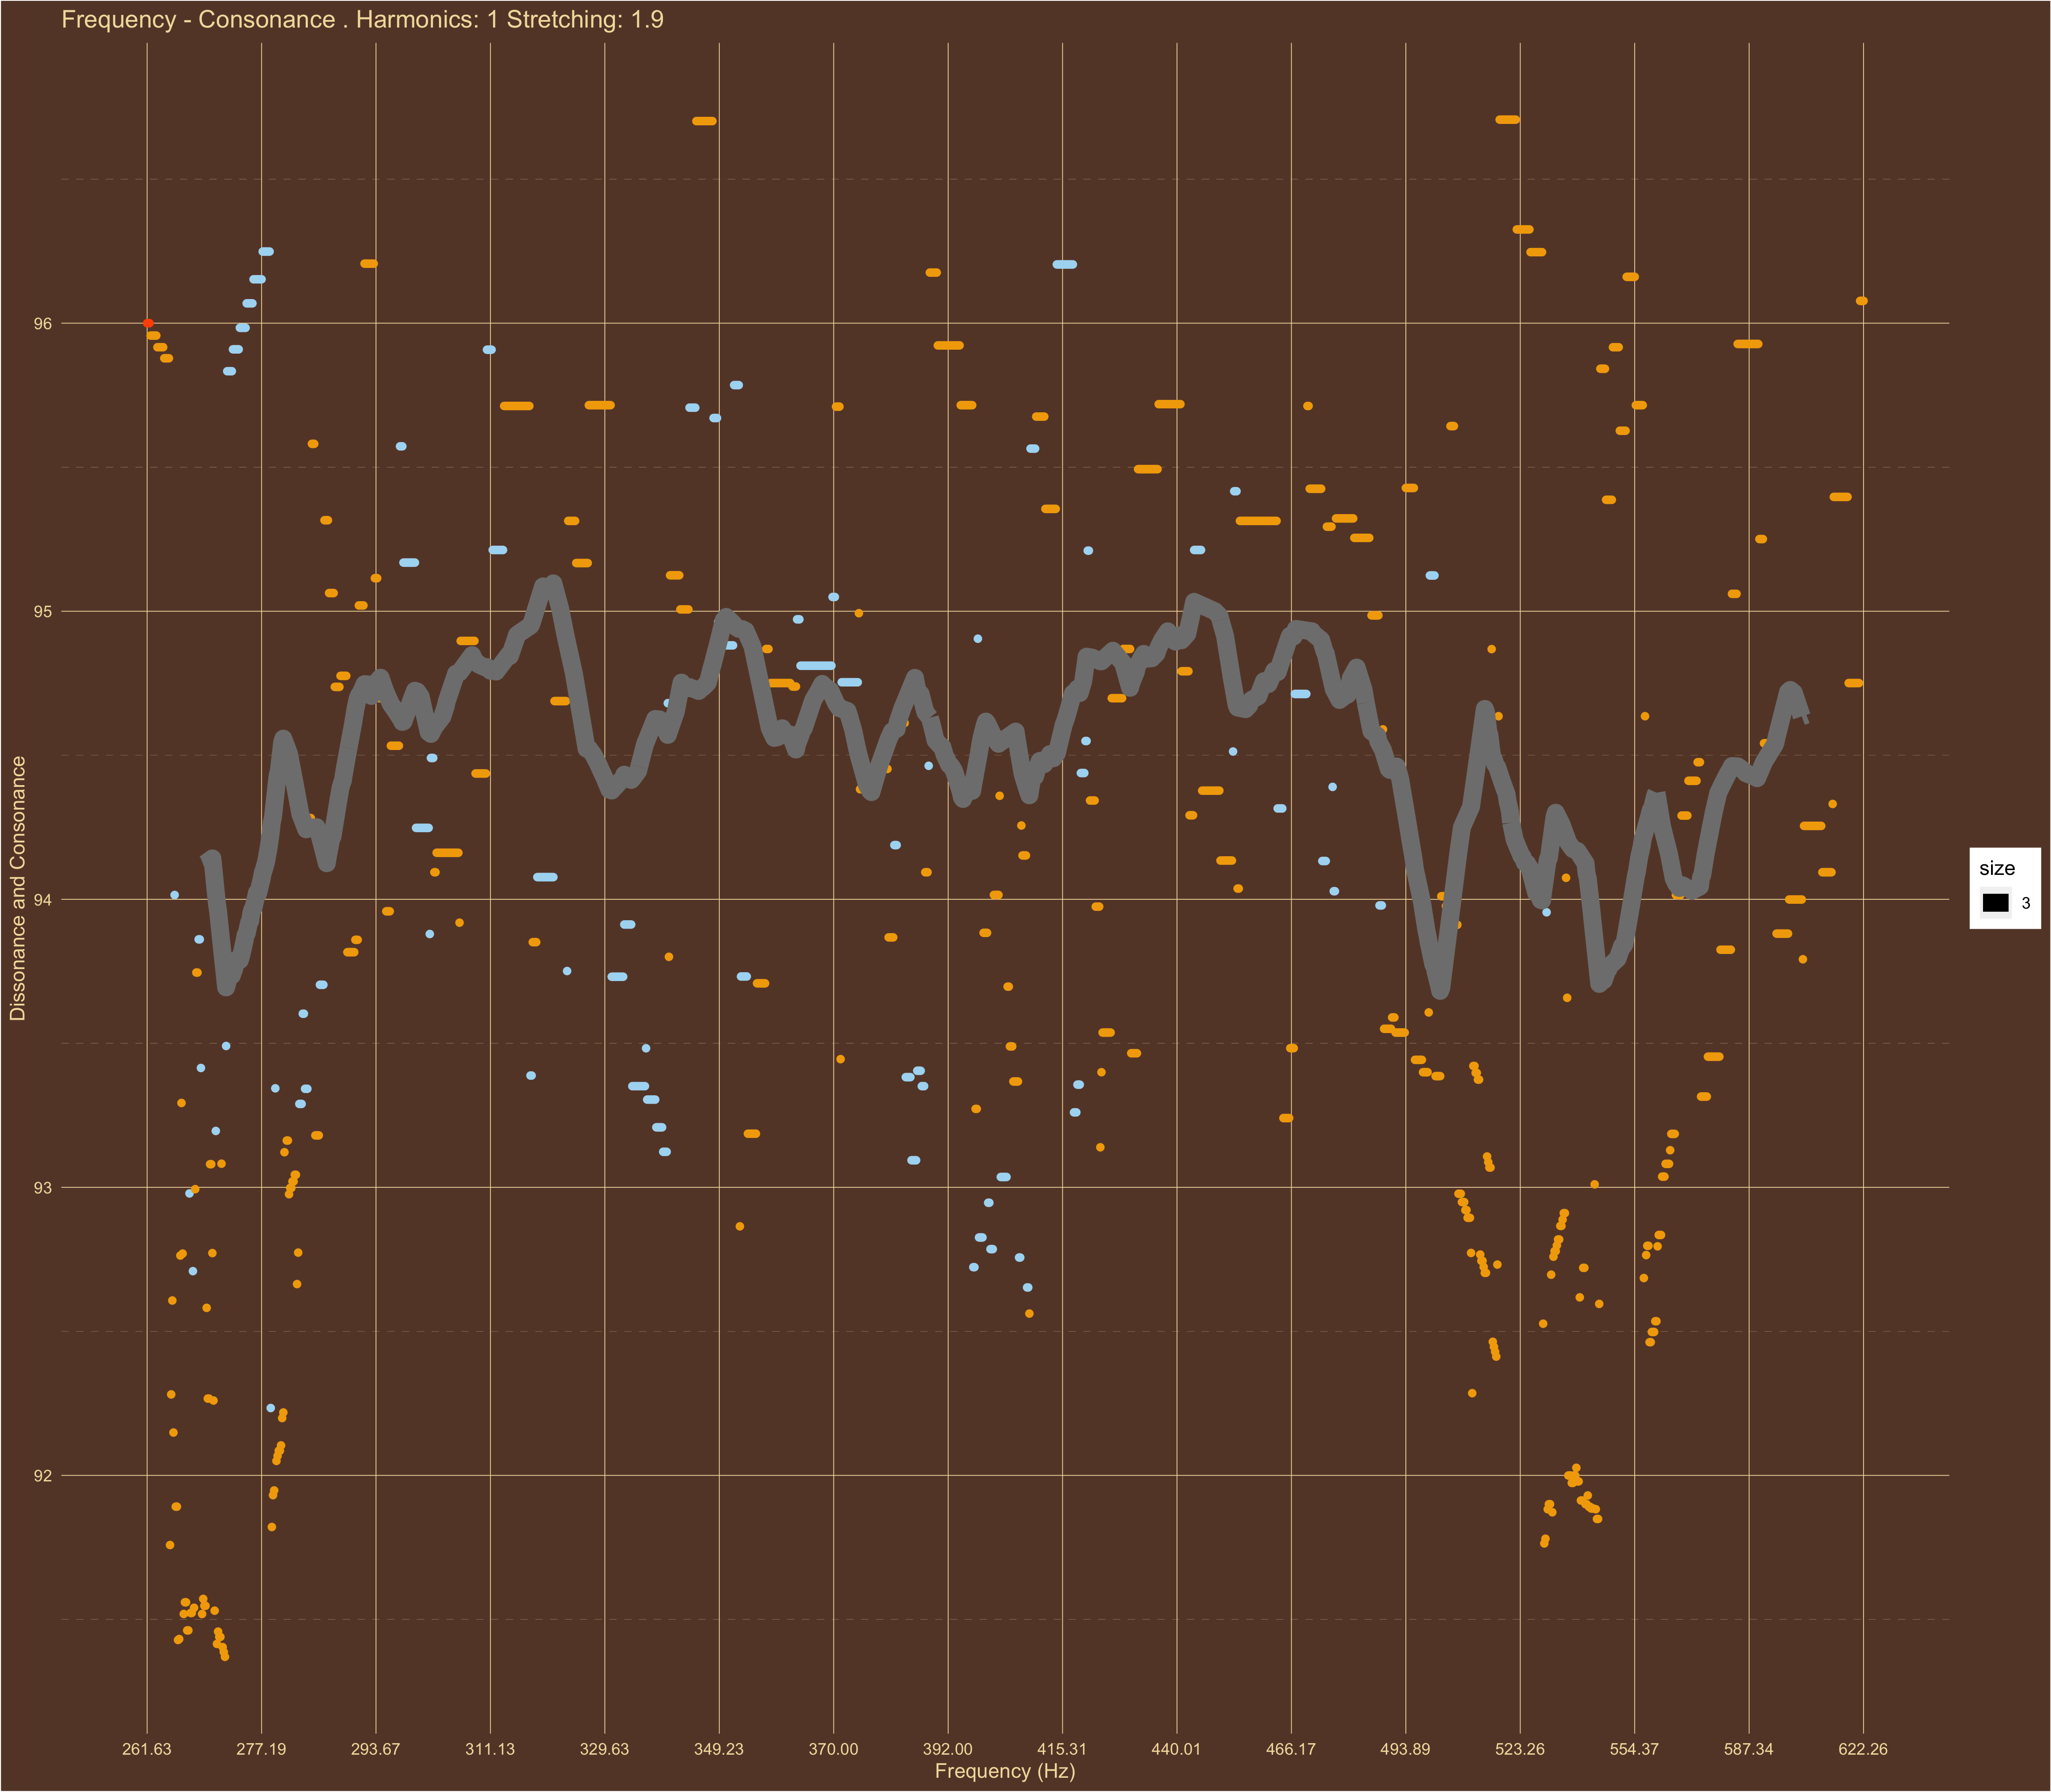 Frequency - Consonance . Harmonics: 1 Stretching: 1.9
Dissonance and Consonance
96
95
94
93
92
261.63 277.19 293.67 311.13 329.63 349.23 370.00 392.00 415.31 440.01 466.17 493.89 523.26 554.37 587.34 622.26
Frequency (Hz)
size
3